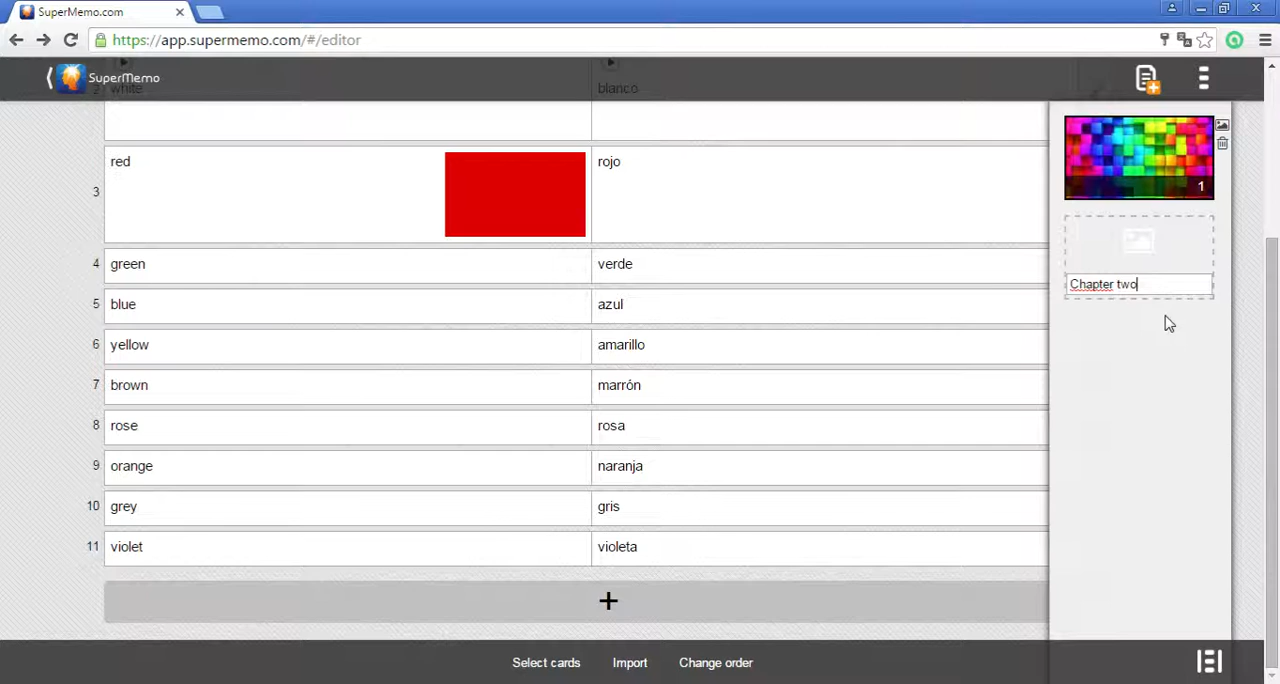 SuperMemo.com
https://app.supermemo.com/#/editor
SuperMemo
2 white blanco
3 red rojo
4 green verde
5 blue azul
6 yellow amarillo
7 brown marrón
8 rose rosa
9 orange naranja
10 grey gris
11 violet violeta
+
1
Chapter two
Select cards Import Change order